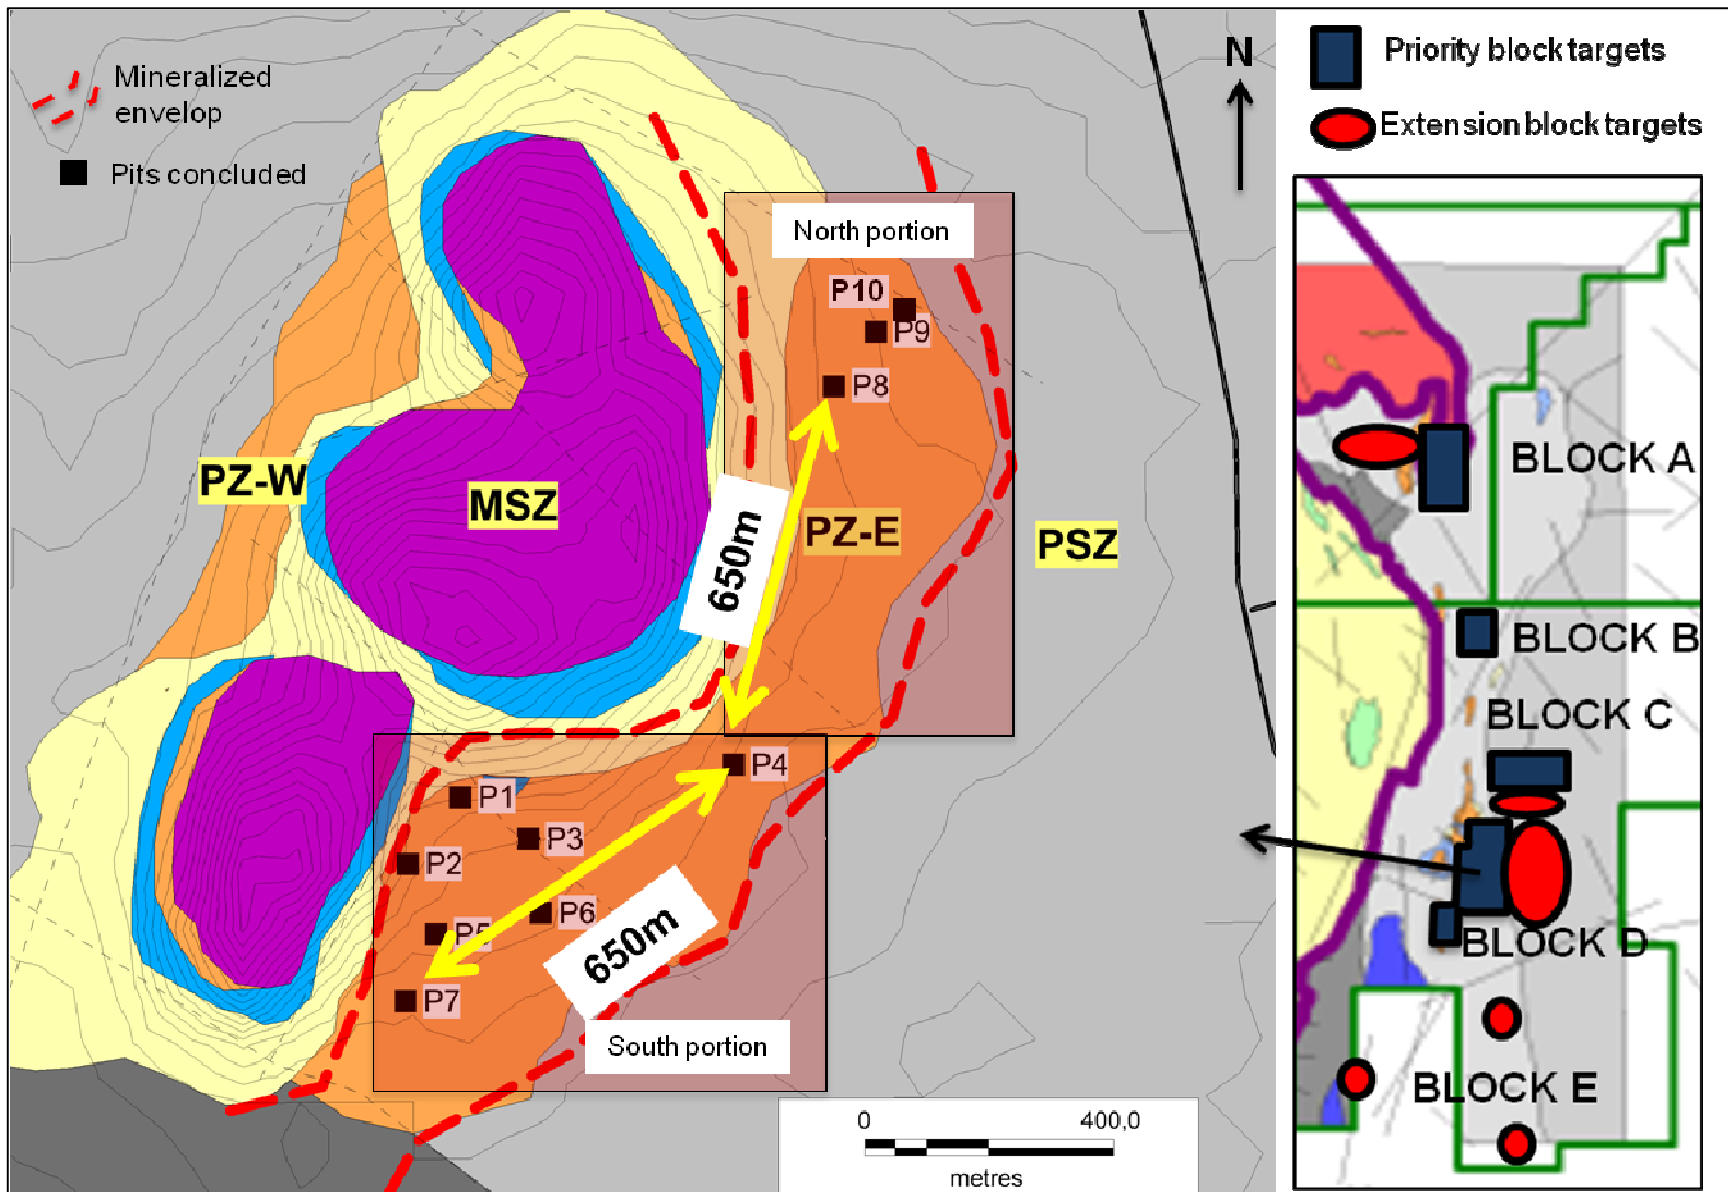 Mineralized
envelop
Pits concluded
N
North portion
P10
P9
P8
PZ-W
MSZ
650m
PZ-E
PSZ
P4
P1
P3
P2
P6
P5
650m
P7
South portion
0 400,0
metres
Priority block targets
Extension block targets
BLOCK A
BLOCK B
BLOCK C
BLOCK D
BLOCK E